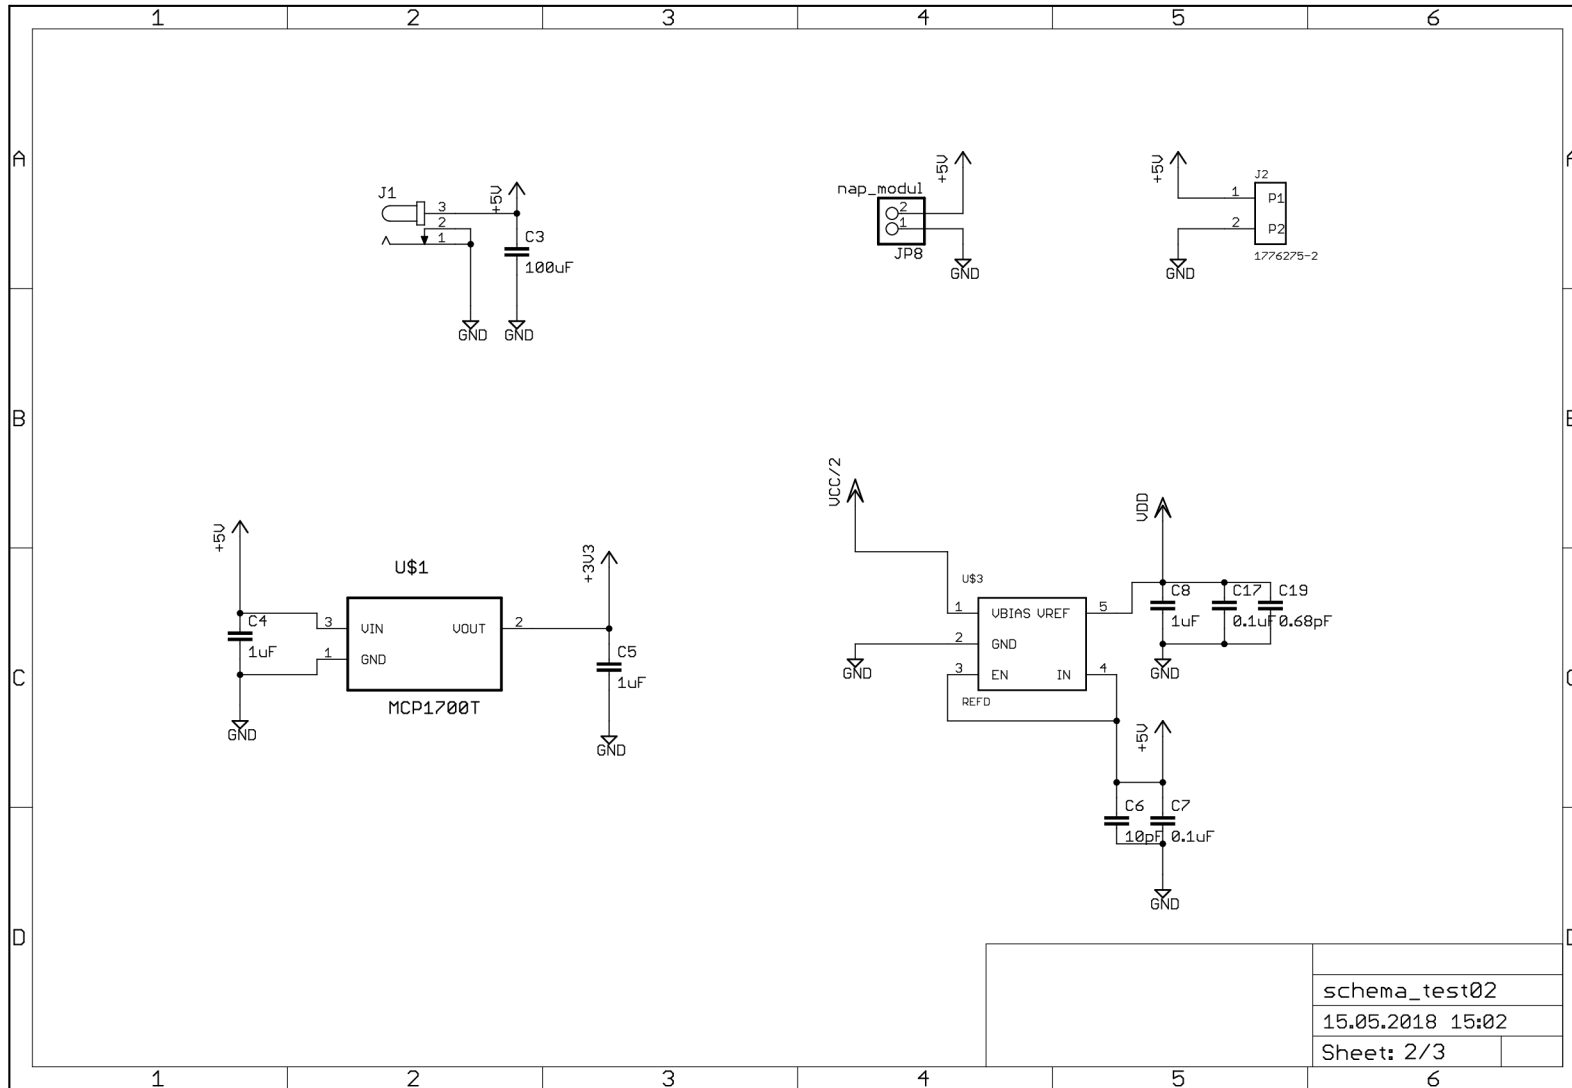 1 2 3 4 5 6
A A
J1
3
2
1
+5V
C3
100uF
GND GND
nap_modul
2
1
JP8
+5V
GND
+5V
J2
1 P1
2 P2
1776275-2
GND
B B
+5V
C4
1uF
GND
U$1
3 VIN VOUT 2
1 GND
MCP1700T
+3V3
C5
1uF
GND
VCC/2
VDD
U$3
1 VBIAS VREF 5
2 GND
3 EN IN 4
REFD
GND
C8 C17 C19
1uF 0.1uF 0.68pF
GND
+5V
C6 C7
10pF 0.1uF
GND
C C
D D
schema_test02
15.05.2018 15:02
Sheet: 2/3
1 2 3 4 5 6